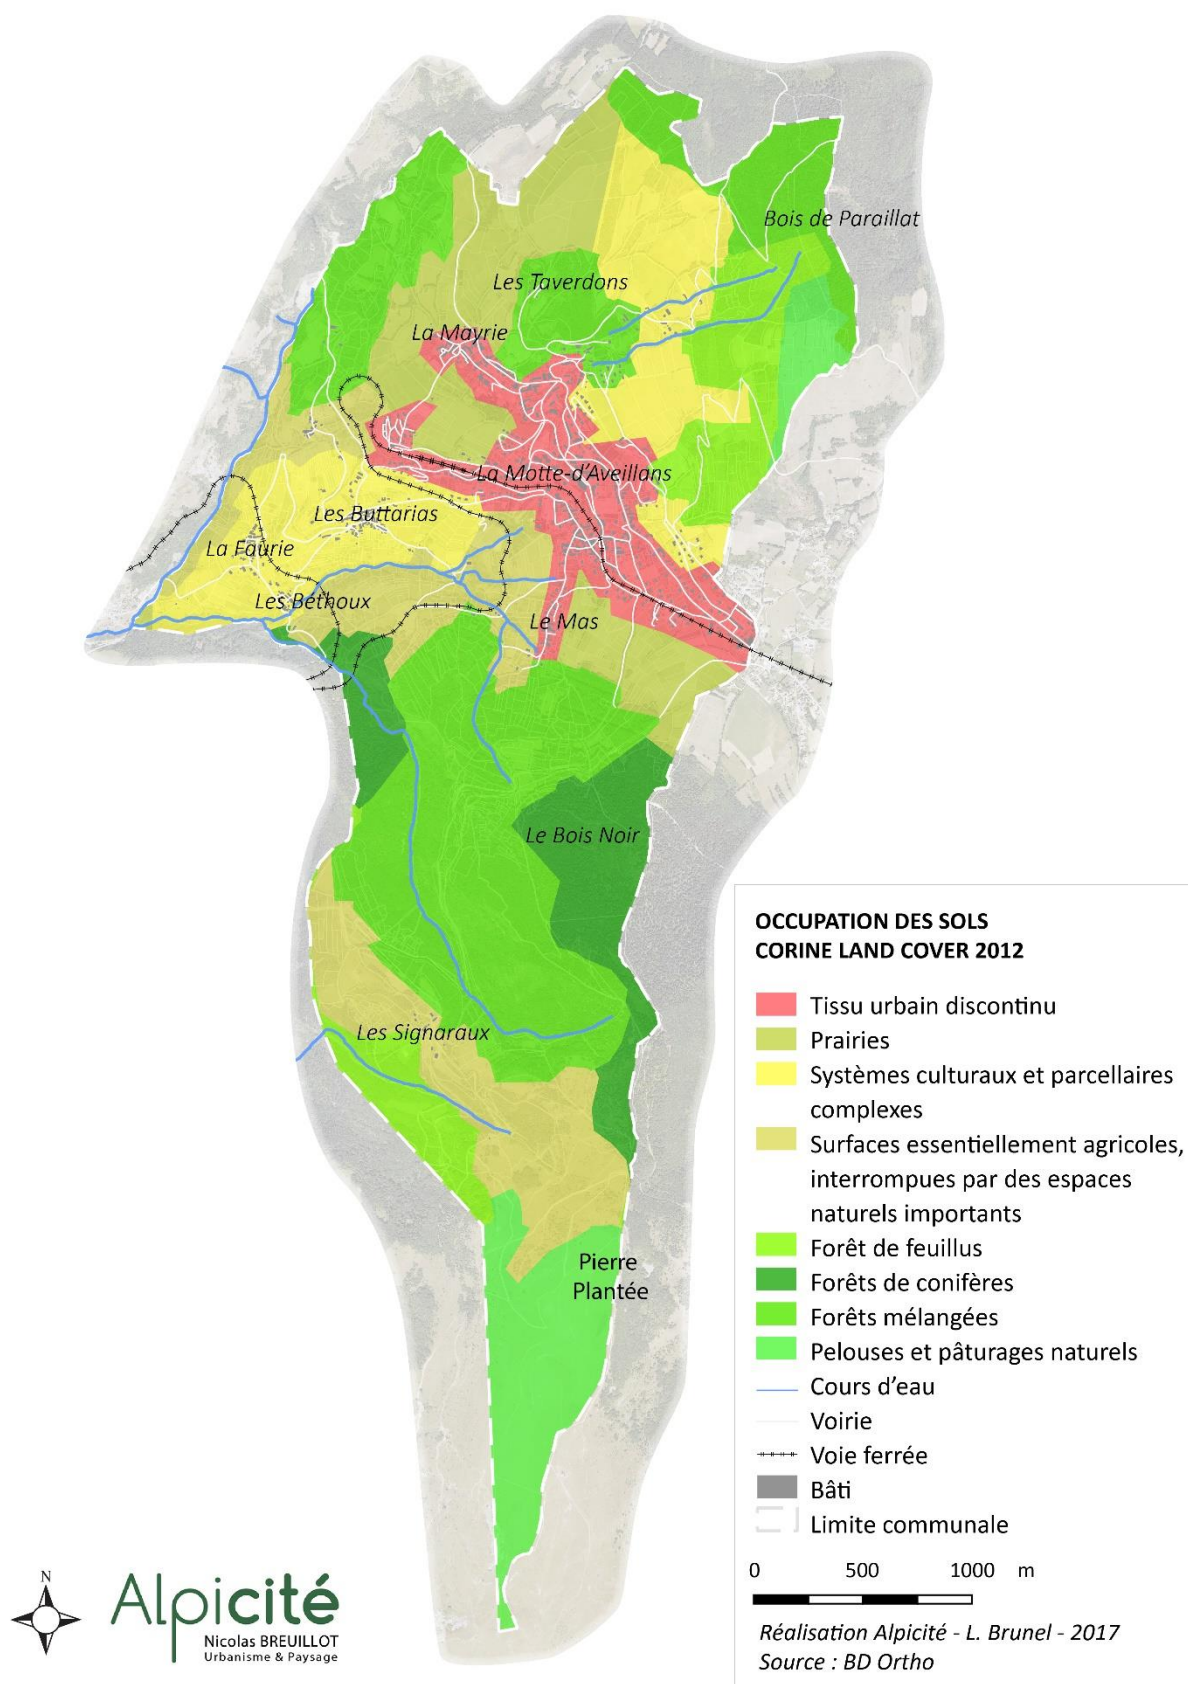 Bois de Paraillat
Les Taverdons
La Mayrie
La Motte-d'Aveillans
Les Buttarias
La Faurie
Les Béthoux
Le Mas
Le Bois Noir
Les Signaraux
Pierre
Plantée
OCCUPATION DES SOLS
CORINE LAND COVER 2012
Tissu urbain discontinu
Prairies
Systèmes culturaux et parcellaires
complexes
Surfaces essentiellement agricoles,
interrompues par des espaces
naturels importants
Forêt de feuillus
Forêts de conifères
Forêts mélangées
Pelouses et pâturages naturels
Cours d'eau
Voirie
Voie ferrée
Bâti
Limite communale
0 500 1000 m
Réalisation Alpicité - L. Brunel - 2017
Source : BD Ortho
N
Alpicité
Nicolas BREUILLOT
Urbanisme & Paysage